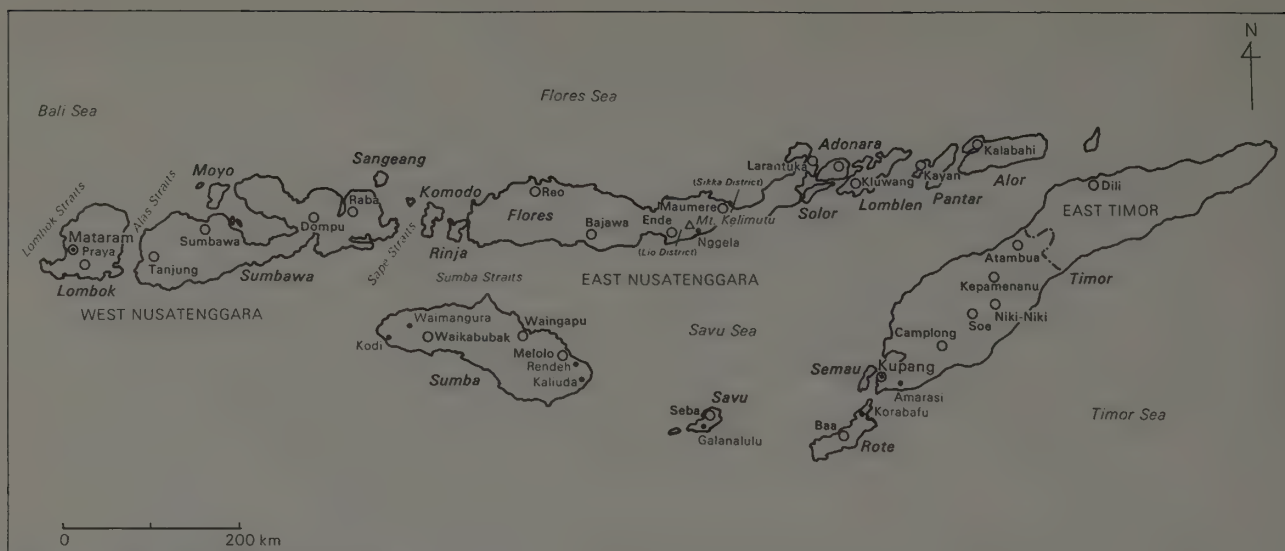 N
Bali Sea
Flores Sea
Lombok Straits
Alas Straits
Moyo
Sangeang
Komodo
Mataram
Praya
Lombok
Tanjung
Sumbawa
Dompu
Raba
Sumbawa
Sape Straits
Rinja
Reo
Flores
Bajawa
Ende
Maumere
(Sikka District)
Mt. Kelimutu
Nggela
(Lio District)
Larantuka
Adonara
Solor
Kluwang
Lomblen
Kayan
Pantar
Kalabahi
Alor
Dili
EAST TIMOR
Atambua
Timor
Kepamenanu
Niki-Niki
Soe
Camplong
Kupang
Semau
Amarasi
Korabafu
Baa
Rote
WEST NUSATENGGARA
Sumba Straits
EAST NUSATENGGARA
Savu Sea
Timor Sea
Waimangura
Kodi
Waikabubak
Waingapu
Melolo
Rendeh
Kaliuda
Sumba
Seba
Savu
Galanalulu
0 200 km